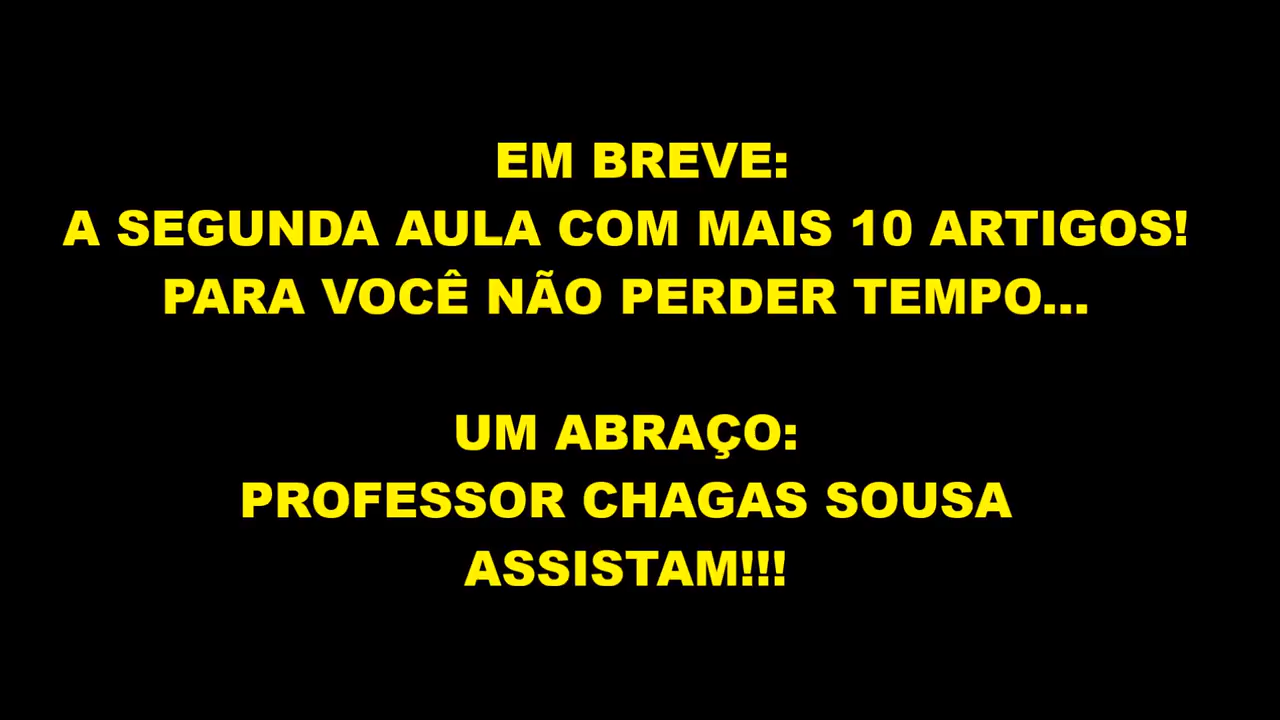 EM BREVE:
A SEGUNDA AULA COM MAIS 10 ARTIGOS!
PARA VOCÊ NÃO PERDER TEMPO...
UM ABRAÇO:
PROFESSOR CHAGAS SOUSA
ASSISTAM!!!